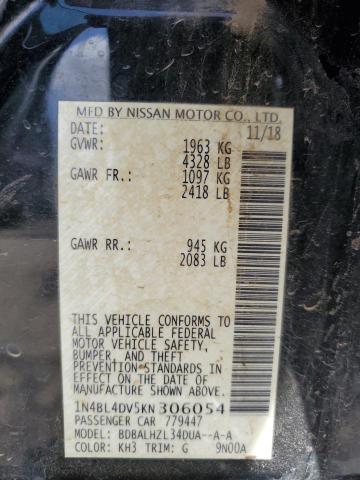 MFD BY NISSAN MOTOR CO., LTD.
DATE: 11/18
GVWR: 1963 KG
4328 LB
GAWR FR.: 1097 KG
2418 LB
GAWR RR.: 945 KG
2083 LB
THIS VEHICLE CONFORMS TO
ALL APPLICABLE FEDERAL
MOTOR VEHICLE SAFETY,
BUMPER, AND THEFT
PREVENTION STANDARDS
IN EFFECT ON THE DATE OF
MANUFACTURE SHOWN ABOVE.
1N4BL4DV5KN306054
PASSENGER CAR 779447
MODEL: BDBALHZL34DUA--A-A
COLOR: KH3 TRIM: G 9N00A